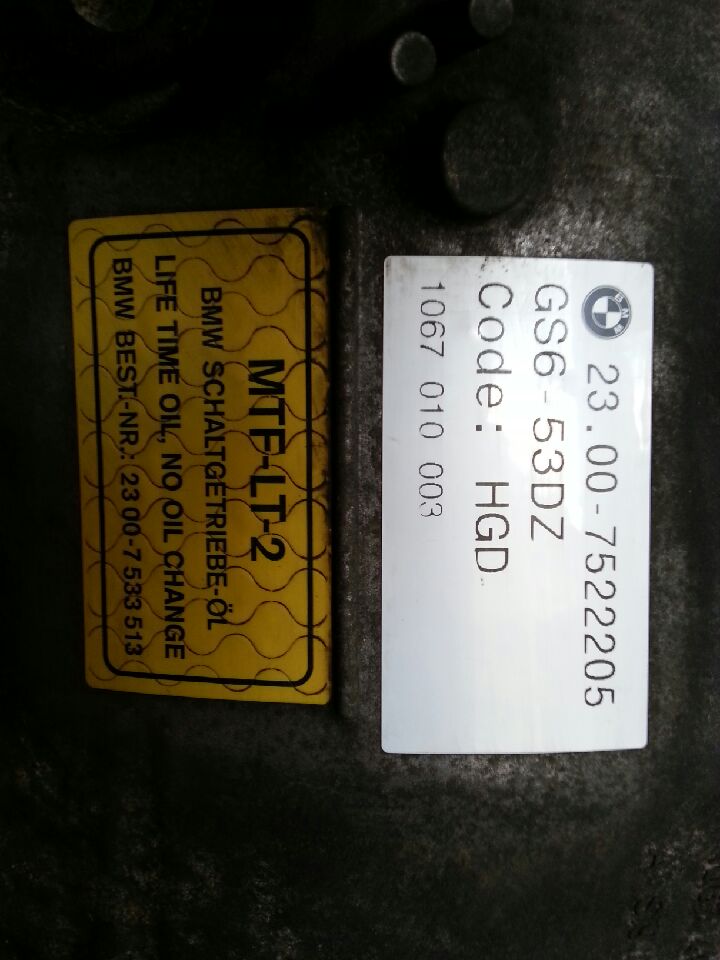 BMW
23.00-7522205
GS6-53DZ
Code: HGD
1067 010 003
MTF-LT-2
BMW SCHALTGETRIEBE-ÖL
LIFE TIME OIL, NO OIL CHANGE
BMW BEST.-NR.: 23 00-7 533 513